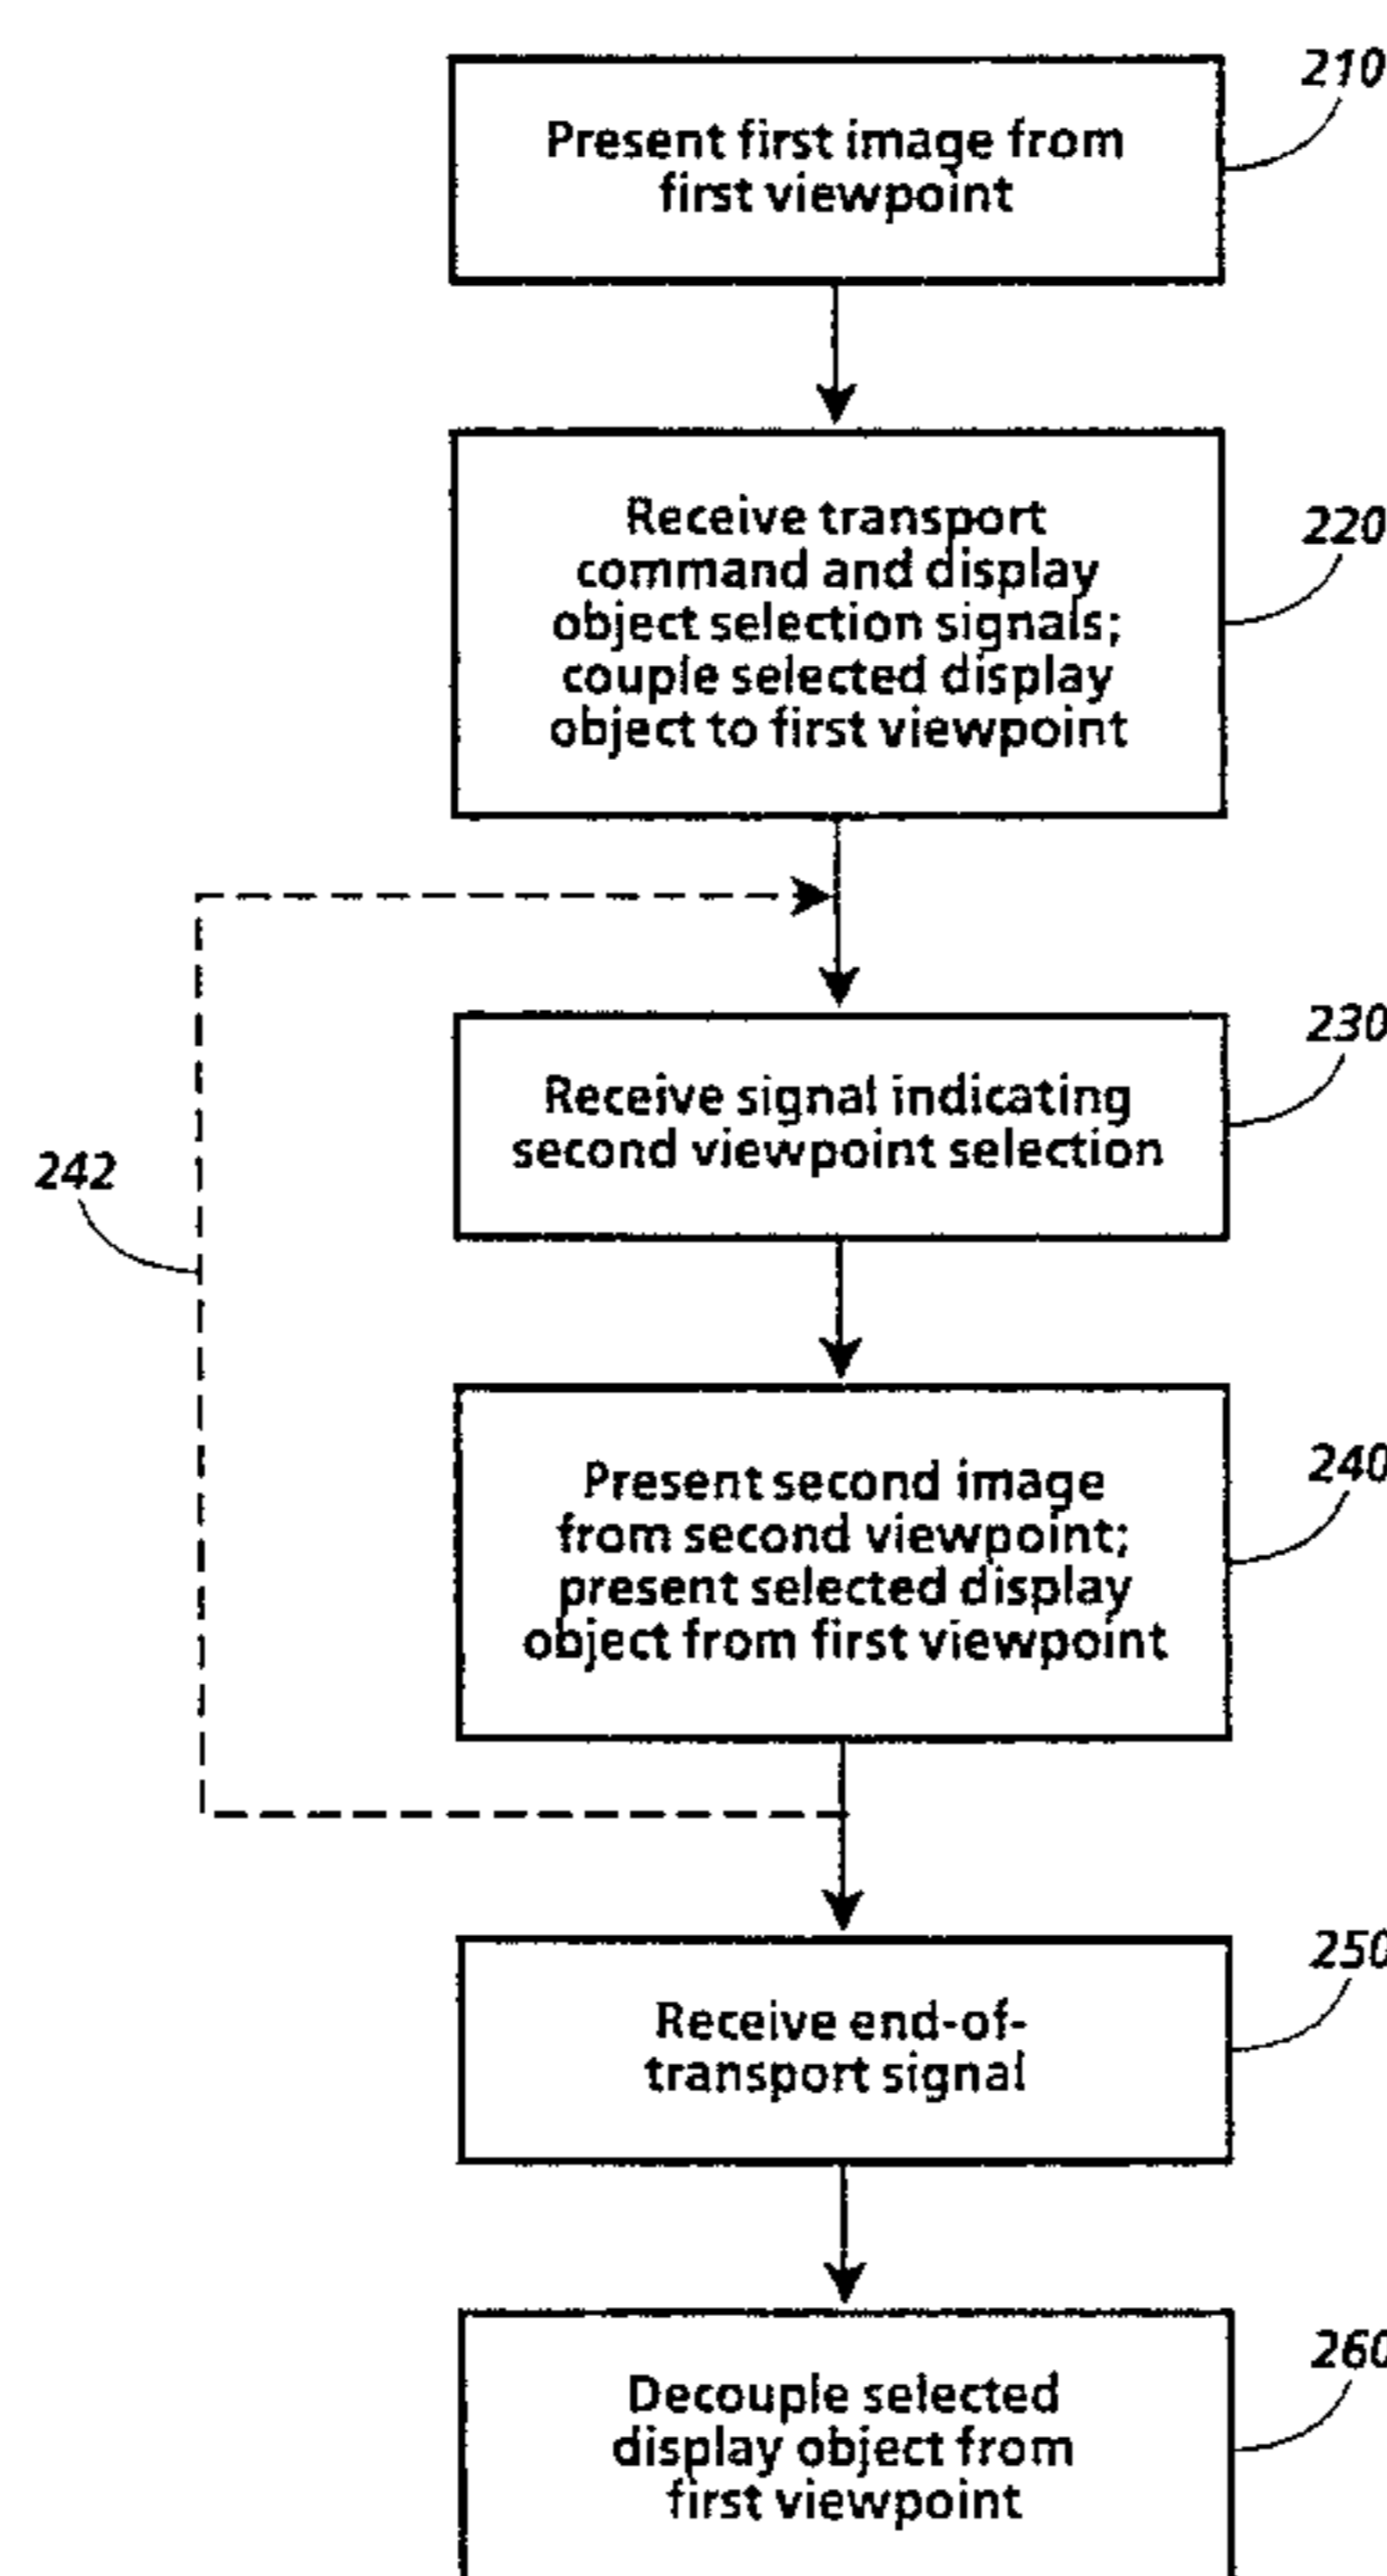 210
Present first image from
first viewpoint
220
Receive transport
command and display
object selection signals;
couple selected display
object to first viewpoint
230
Receive signal indicating
second viewpoint selection
242
240
Present second image
from second viewpoint;
present selected display
object from first viewpoint
250
Receive end-of-
transport signal
260
Decouple selected
display object from
first viewpoint